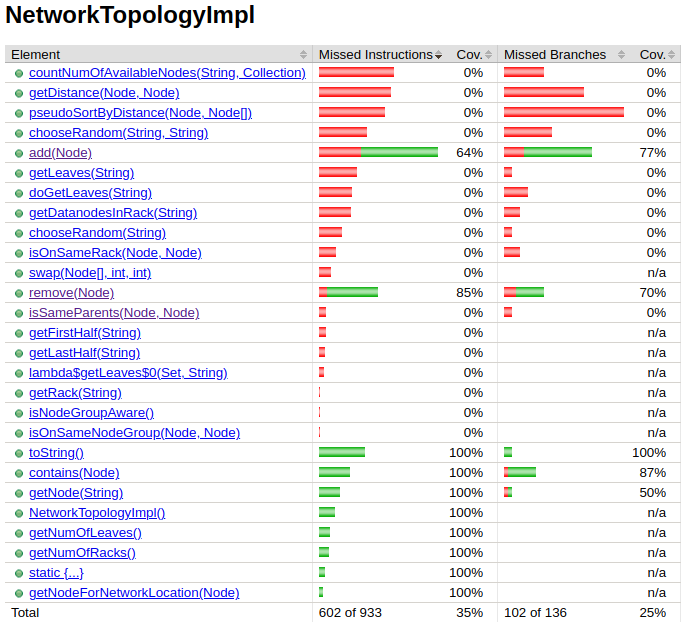 NetworkTopologyImpl
Element Missed Instructions Cov. Missed Branches Cov.
countNumOfAvailableNodes(String, Collection) 0% 0%
getDistance(Node, Node) 0% 0%
pseudoSortByDistance(Node, Node[]) 0% 0%
chooseRandom(String, String) 0% 0%
add(Node) 64% 77%
getLeaves(String) 0% 0%
doGetLeaves(String) 0% 0%
getDatanodesInRack(String) 0% 0%
chooseRandom(String) 0% 0%
isOnSameRack(Node, Node) 0% 0%
swap(Node[], int, int) 0% n/a
remove(Node) 85% 70%
isSameParents(Node, Node) 0% 0%
getFirstHalf(String) 0% n/a
getLastHalf(String) 0% n/a
lambda$getLeaves$0(Set, String) 0% n/a
getRack(String) 0% n/a
isNodeGroupAware() 0% n/a
isOnSameNodeGroup(Node, Node) 0% n/a
toString() 100% 100%
contains(Node) 100% 87%
getNode(String) 100% 50%
NetworkTopologyImpl() 100% n/a
getNumOfLeaves() 100% n/a
getNumOfRacks() 100% n/a
static {...} 100% n/a
getNodeForNetworkLocation(Node) 100% n/a
Total 602 of 933 35% 102 of 136 25%